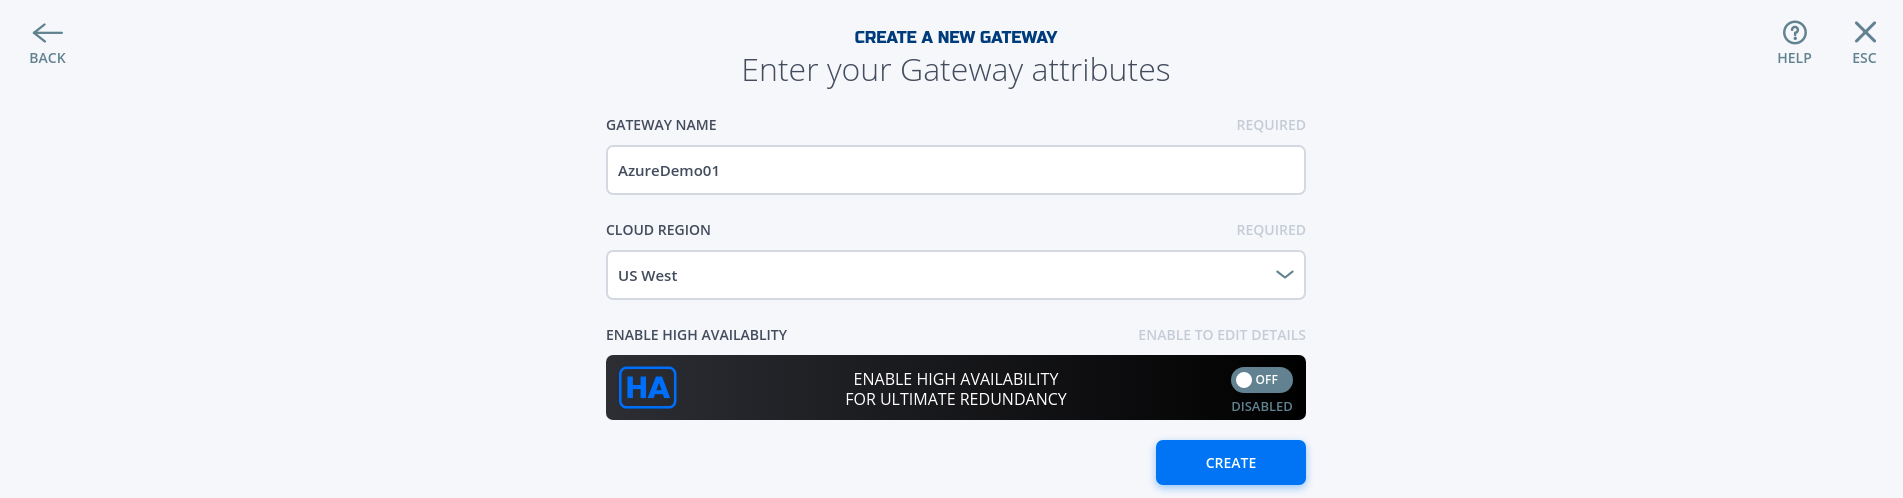 BACK
CREATE A NEW GATEWAY
Enter your Gateway attributes
HELP
ESC
GATEWAY NAME
REQUIRED
AzureDemo01
CLOUD REGION
REQUIRED
US West
ENABLE HIGH AVAILABLITY
ENABLE TO EDIT DETAILS
HA
ENABLE HIGH AVAILABILITY
FOR ULTIMATE REDUNDANCY
OFF
DISABLED
CREATE